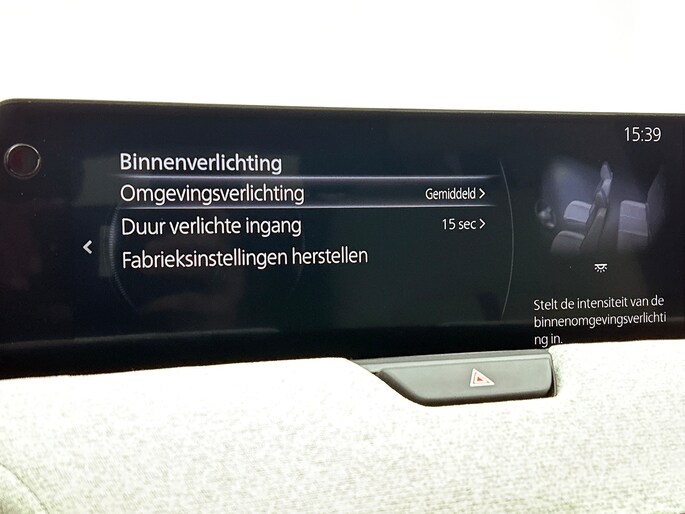 15:39
Binnenverlichting
Omgevingsverlichting Gemiddeld >
Duur verlichte ingang 15 sec >
Fabrieksinstellingen herstellen
Stelt de intensiteit van de
binnenomgevingsverlichti
ng in.